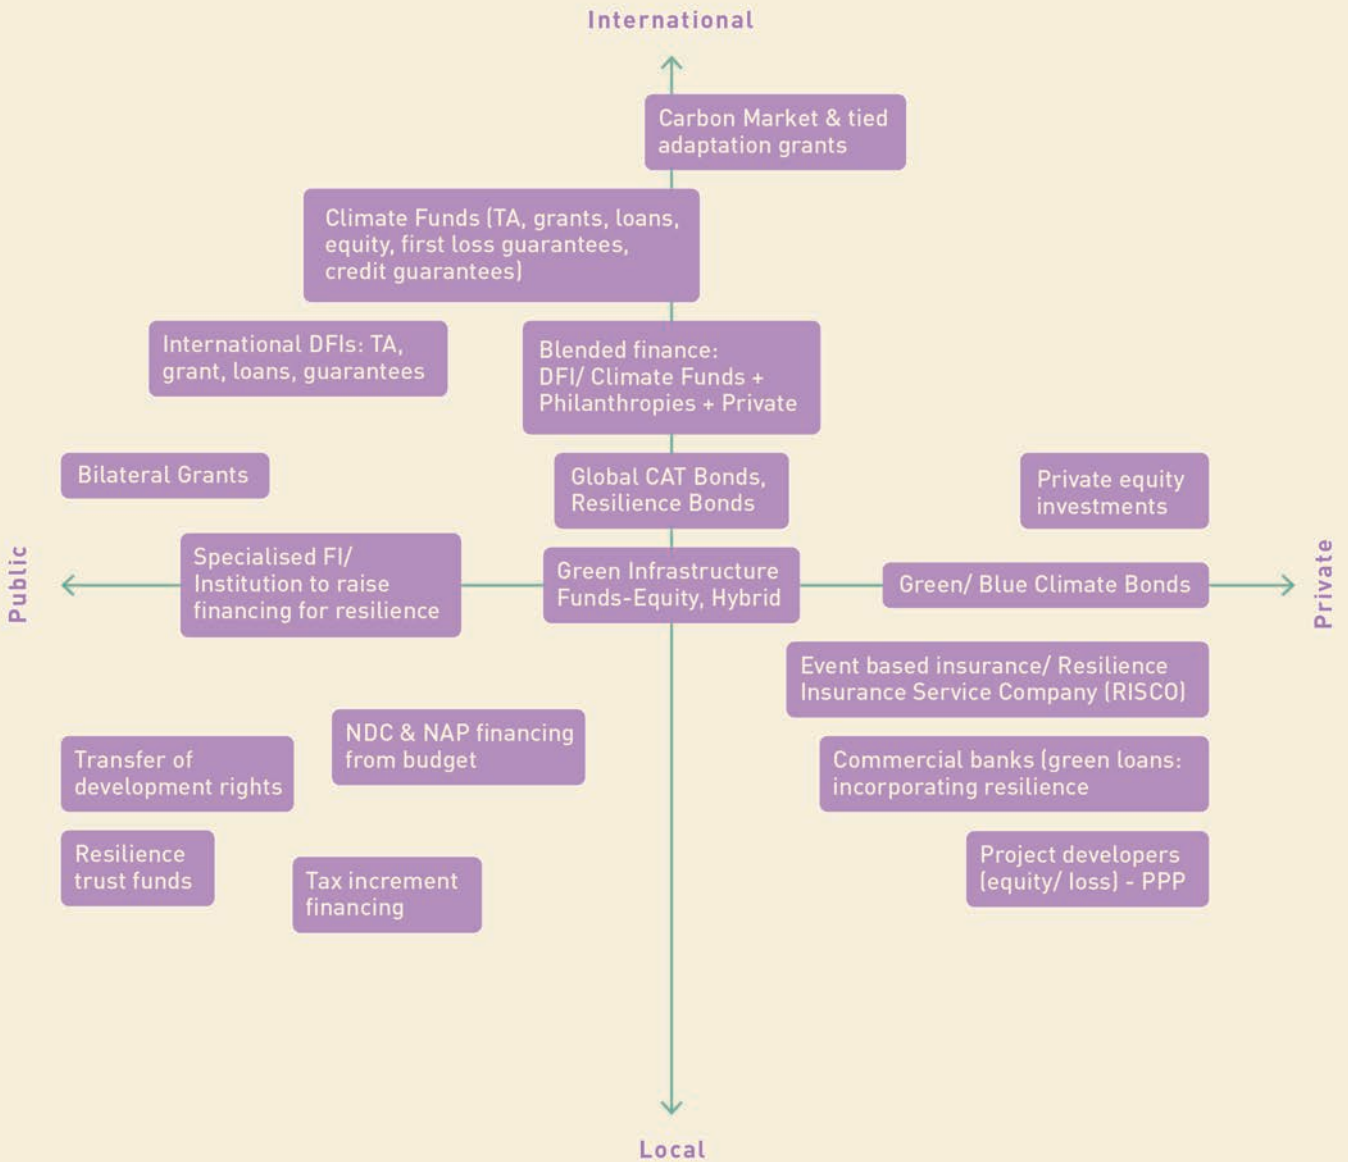 International
Carbon Market & tied
adaptation grants
Climate Funds (TA, grants, loans,
equity, first loss guarantees,
credit guarantees)
International DFIs: TA,
grant, loans, guarantees
Blended finance:
DFI/ Climate Funds +
Philanthropies + Private
Bilateral Grants
Global CAT Bonds,
Resilience Bonds
Private equity
investments
Public
Specialised FI/
Institution to raise
financing for resilience
Green Infrastructure
Funds-Equity, Hybrid
Green/ Blue Climate Bonds
Private
Event based insurance/ Resilience
Insurance Service Company (RISCO)
NDC & NAP financing
from budget
Transfer of
development rights
Commercial banks (green loans:
incorporating resilience
Resilience
trust funds
Tax increment
financing
Project developers
(equity/ loss) - PPP
Local